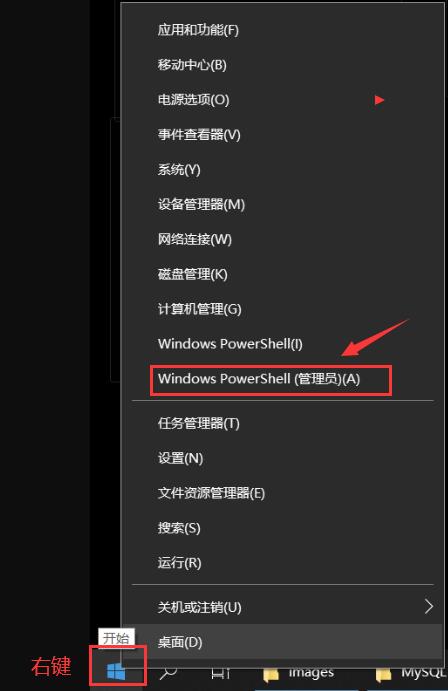 应用和功能(F)
移动中心(B)
电源选项(O)
事件查看器(V)
系统(Y)
设备管理器(M)
网络连接(W)
磁盘管理(K)
计算机管理(G)
Windows PowerShell(I)
Windows PowerShell (管理员)(A)
任务管理器(T)
设置(N)
文件资源管理器(E)
搜索(S)
运行(R)
关机或注销(U)
开始
桌面(D)
右键
images
MySQL